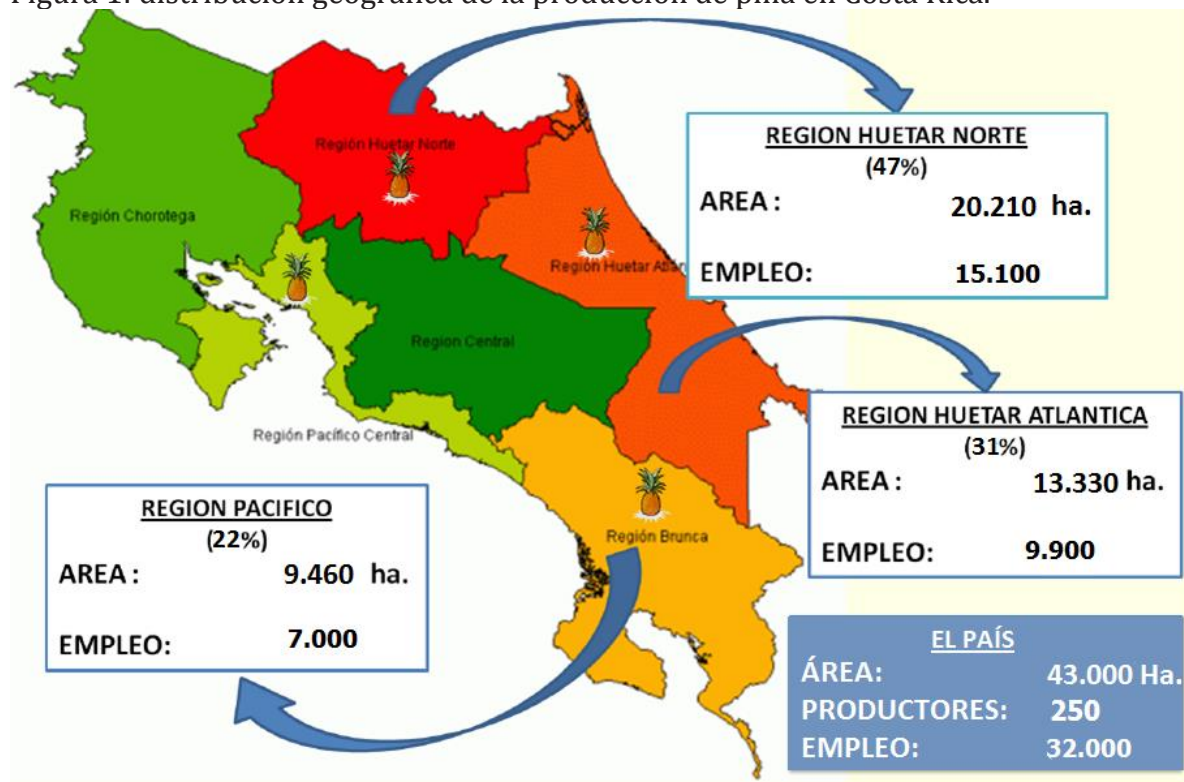 Figura 1: distribución geográfica de la producción de piña en Costa Rica.
Región Huetar Norte
Región Chorotega
Región Huetar Atlán
Region Central
Región Pacífico Central
Región Brunca
REGION HUETAR NORTE
(47%)
AREA : 20.210 ha.
EMPLEO: 15.100
REGION HUETAR ATLANTICA
(31%)
AREA : 13.330 ha.
EMPLEO: 9.900
REGION PACIFICO
(22%)
AREA : 9.460 ha.
EMPLEO: 7.000
EL PAÍS
ÁREA: 43.000 Ha.
PRODUCTORES: 250
EMPLEO: 32.000